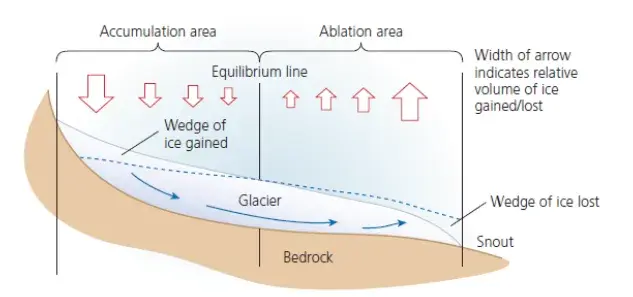 Accumulation area
Ablation area
Equilibrium line
Width of arrow
indicates relative
volume of ice
gained/lost
Wedge of
ice gained
Glacier
Wedge of ice lost
Snout
Bedrock